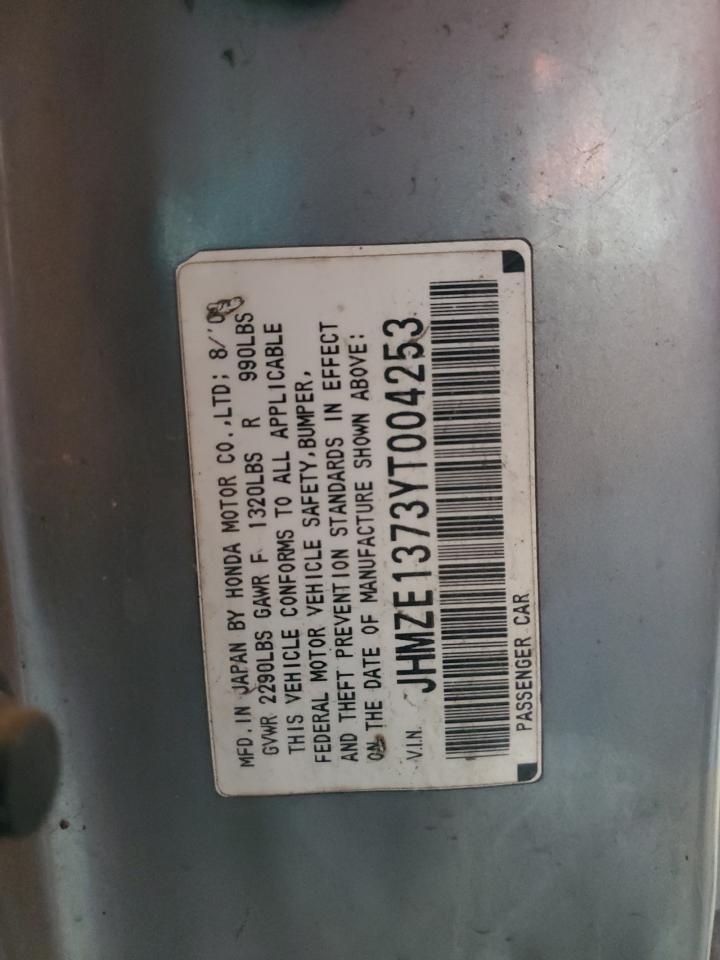 MFD. IN JAPAN BY HONDA MOTOR CO.,LTD; 8/'0
GVWR 2290LBS GAWR F 1320LBS R 990LBS
THIS VEHICLE CONFORMS TO ALL APPLICABLE
FEDERAL MOTOR VEHICLE SAFETY,BUMPER,
AND THEFT PREVENTION STANDARDS IN EFFECT
ON THE DATE OF MANUFACTURE SHOWN ABOVE:
V.I.N. JHMZE1373YT004253
PASSENGER CAR